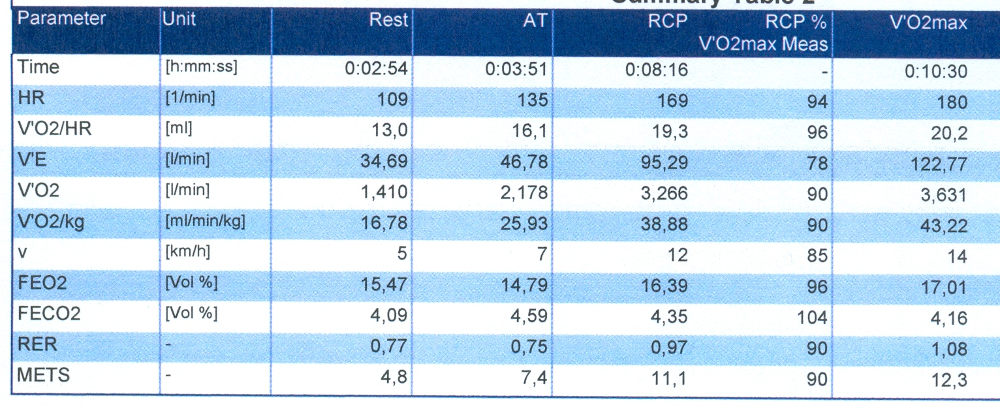 Summary Table 2
Parameter Unit Rest AT RCP RCP % V'O2max
V'O2max Meas
Time [h:mm:ss] 0:02:54 0:03:51 0:08:16 - 0:10:30
HR [1/min] 109 135 169 94 180
V'O2/HR [ml] 13,0 16,1 19,3 96 20,2
V'E [l/min] 34,69 46,78 95,29 78 122,77
V'O2 [l/min] 1,410 2,178 3,266 90 3,631
V'O2/kg [ml/min/kg] 16,78 25,93 38,88 90 43,22
v [km/h] 5 7 12 85 14
FEO2 [Vol %] 15,47 14,79 16,39 96 17,01
FECO2 [Vol %] 4,09 4,59 4,35 104 4,16
RER - 0,77 0,75 0,97 90 1,08
METS - 4,8 7,4 11,1 90 12,3